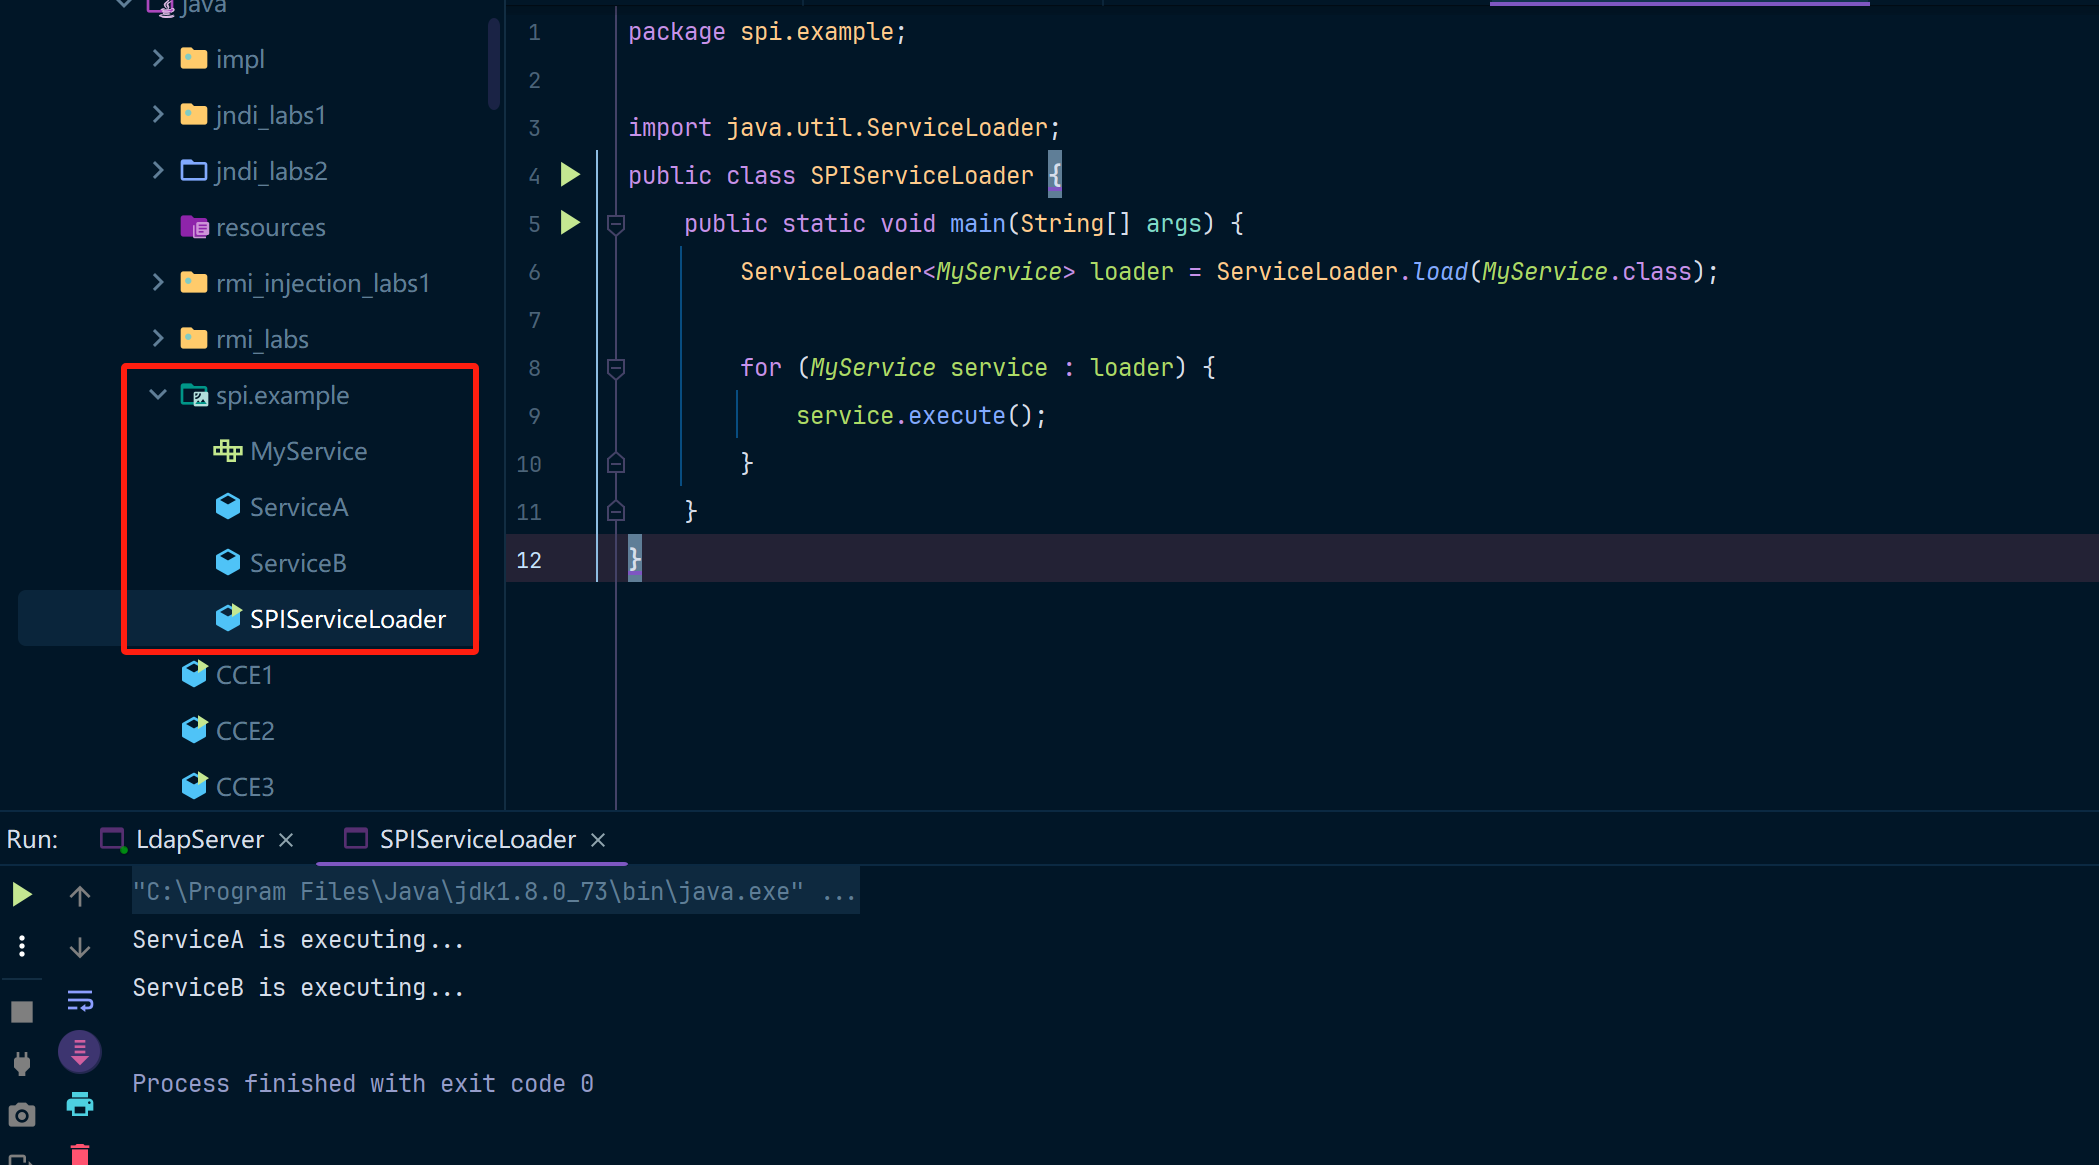 java
impl
jndi_labs1
jndi_labs2
resources
rmi_injection_labs1
rmi_labs
spi.example
MyService
ServiceA
ServiceB
SPIServiceLoader
CCE1
CCE2
CCE3
1 package spi.example;
2
3 import java.util.ServiceLoader;
4 public class SPIServiceLoader {
5 public static void main(String[] args) {
6 ServiceLoader<MyService> loader = ServiceLoader.load(MyService.class);
7
8 for (MyService service : loader) {
9 service.execute();
10 }
11 }
12 }
Run: LdapServer × SPIServiceLoader ×
"C:\Program Files\Java\jdk1.8.0_73\bin\java.exe" ...
ServiceA is executing...
ServiceB is executing...
Process finished with exit code 0